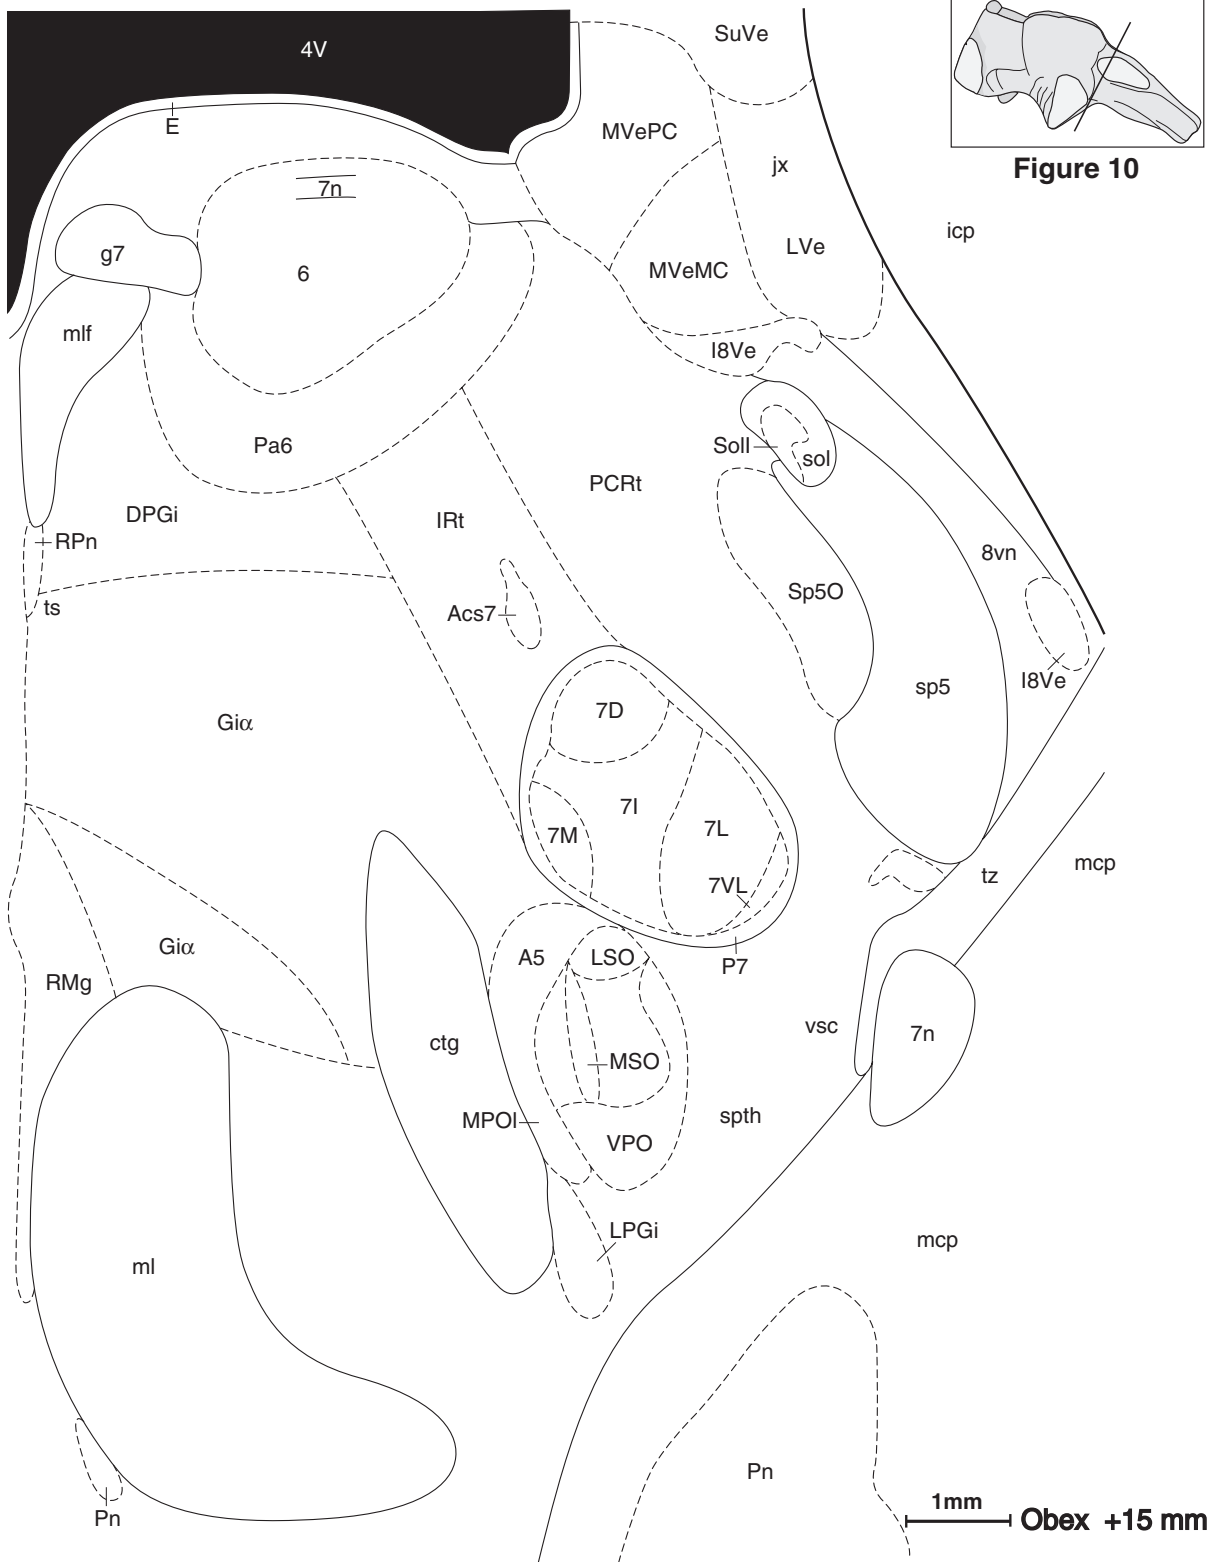 4V
SuVe
E
MVePC
Figure 10
jx
7n
icp
g7
LVe
6
MVeMC
mlf
I8Ve
Pa6
SolI
sol
PCRt
DPGi
IRt
RPn
8vn
Sp5O
ts
Acs7
I8Ve
sp5
7D
Giα
7I
7L
7M
mcp
tz
7VL
Giα
A5
LSO
P7
RMg
vsc
7n
ctg
MSO
MPOl
spth
VPO
LPGi
mcp
ml
Pn
1mm
Pn
Obex +15 mm